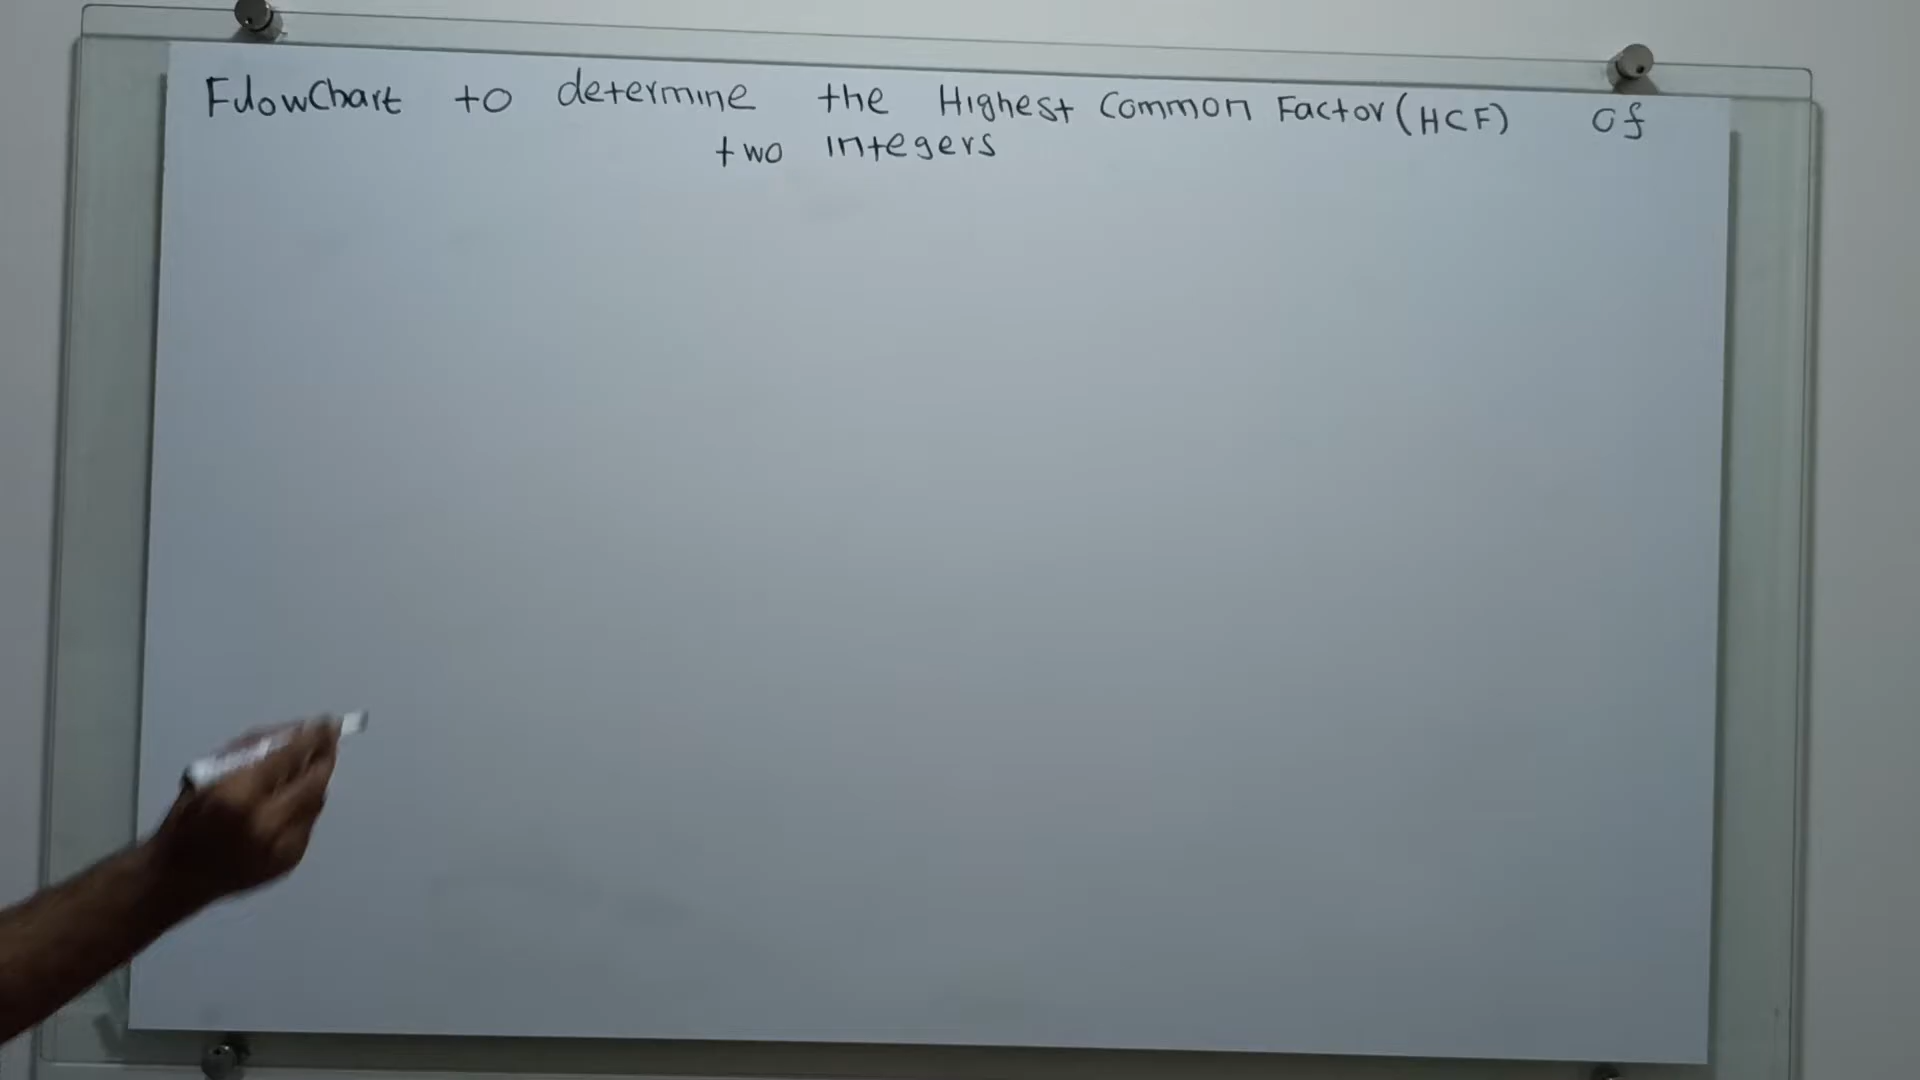 FlowChart to determine the Highest Common Factor (HCF) of
two integers